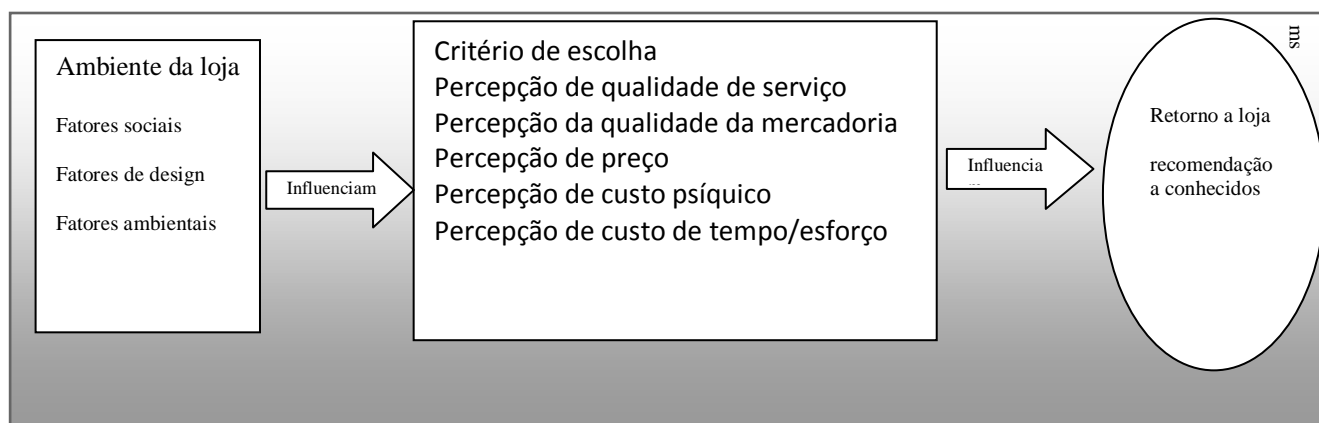 Ambiente da loja
Fatores sociais
Fatores de design
Fatores ambientais
Influenciam
Critério de escolha
Percepção de qualidade de serviço
Percepção da qualidade da mercadoria
Percepção de preço
Percepção de custo psíquico
Percepção de custo de tempo/esforço
Influencia
Retorno a loja
recomendação
a conhecidos
ms